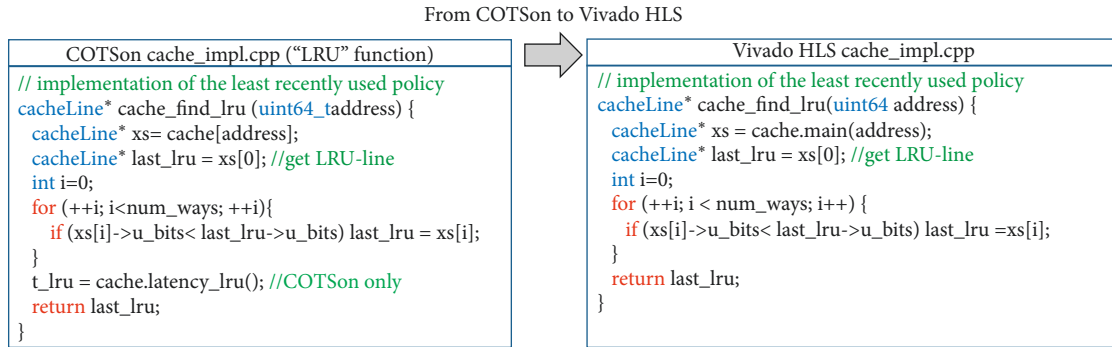 From COTSon to Vivado HLS
COTSon cache_impl.cpp (“LRU” function)
// implementation of the least recently used policy
cacheLine* cache_find_lru (uint64_taddress) {
cacheLine* xs= cache[address];
cacheLine* last_lru = xs[0]; //get LRU-line
int i=0;
for (++i; i<num_ways; ++i){
if (xs[i]->u_bits< last_lru->u_bits) last_lru = xs[i];
}
t_lru = cache.latency_lru(); //COTSon only
return last_lru;
}
Vivado HLS cache_impl.cpp
// implementation of the least recently used policy
cacheLine* cache_find_lru(uint64 address) {
cacheLine* xs = cache.main(address);
cacheLine* last_lru = xs[0]; //get LRU-line
int i=0;
for (++i; i < num_ways; i++) {
if (xs[i]->u_bits< last_lru->u_bits) last_lru =xs[i];
}
return last_lru;
}